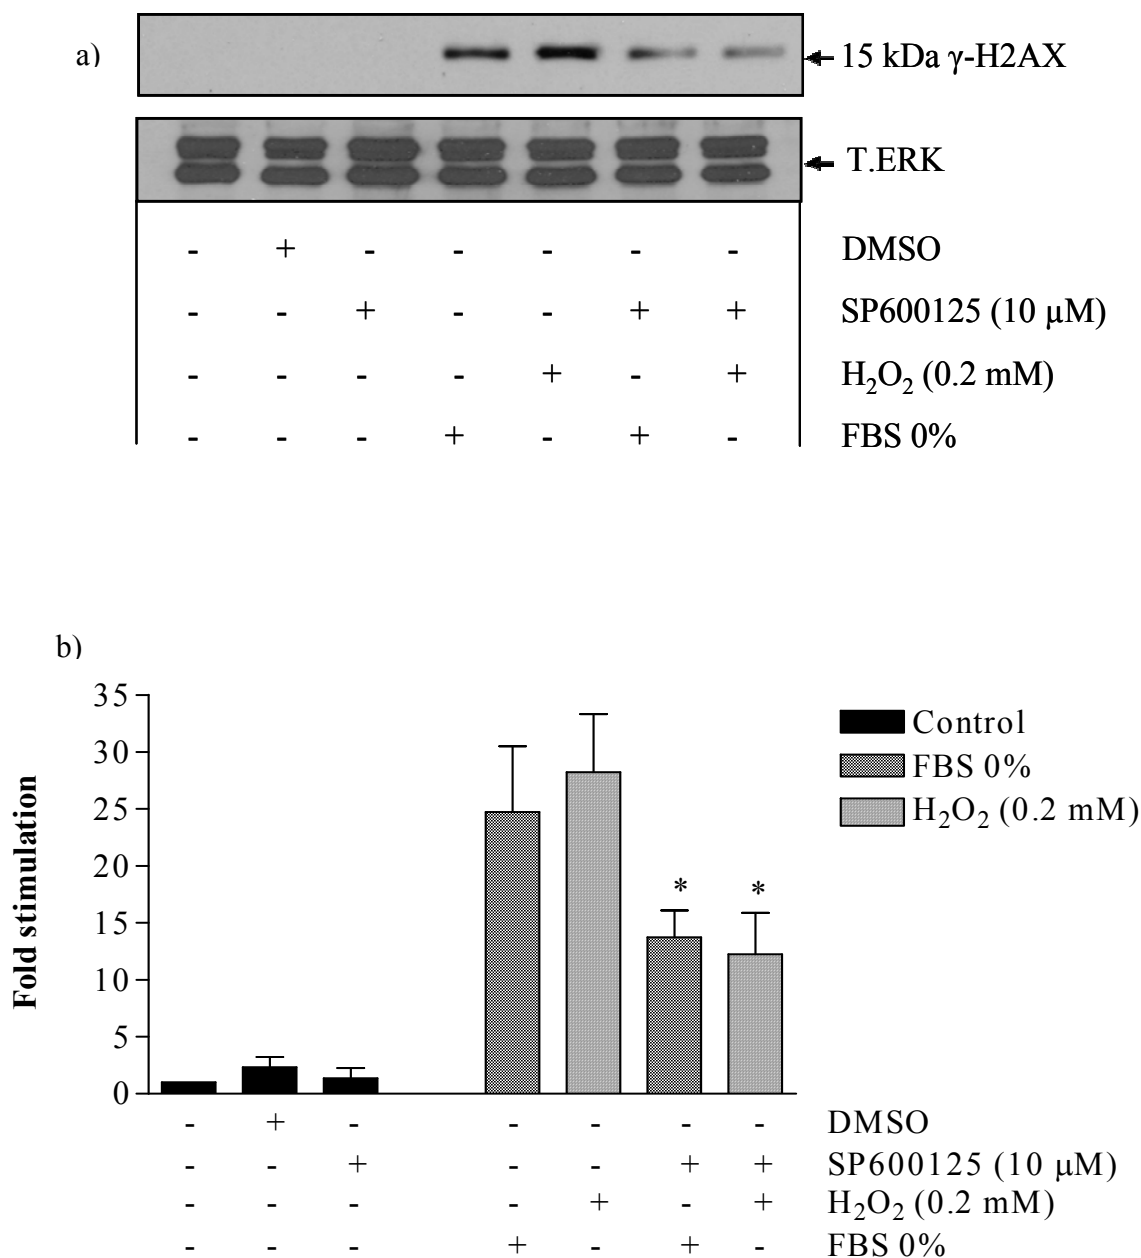 a)
15 kDa γ-H2AX
T.ERK
- + - - - - - DMSO
- - + - - + + SP600125 (10 μM)
- - - - + - + H₂O₂ (0.2 mM)
- - - + - + - FBS 0%
b)
35
30
25
20
15
10
5
0
Fold stimulation
* *
Control
FBS 0%
H₂O₂ (0.2 mM)
- + - - - - - DMSO
- - + - - + + SP600125 (10 μM)
- - - - + - + H₂O₂ (0.2 mM)
- - - + - + - FBS 0%